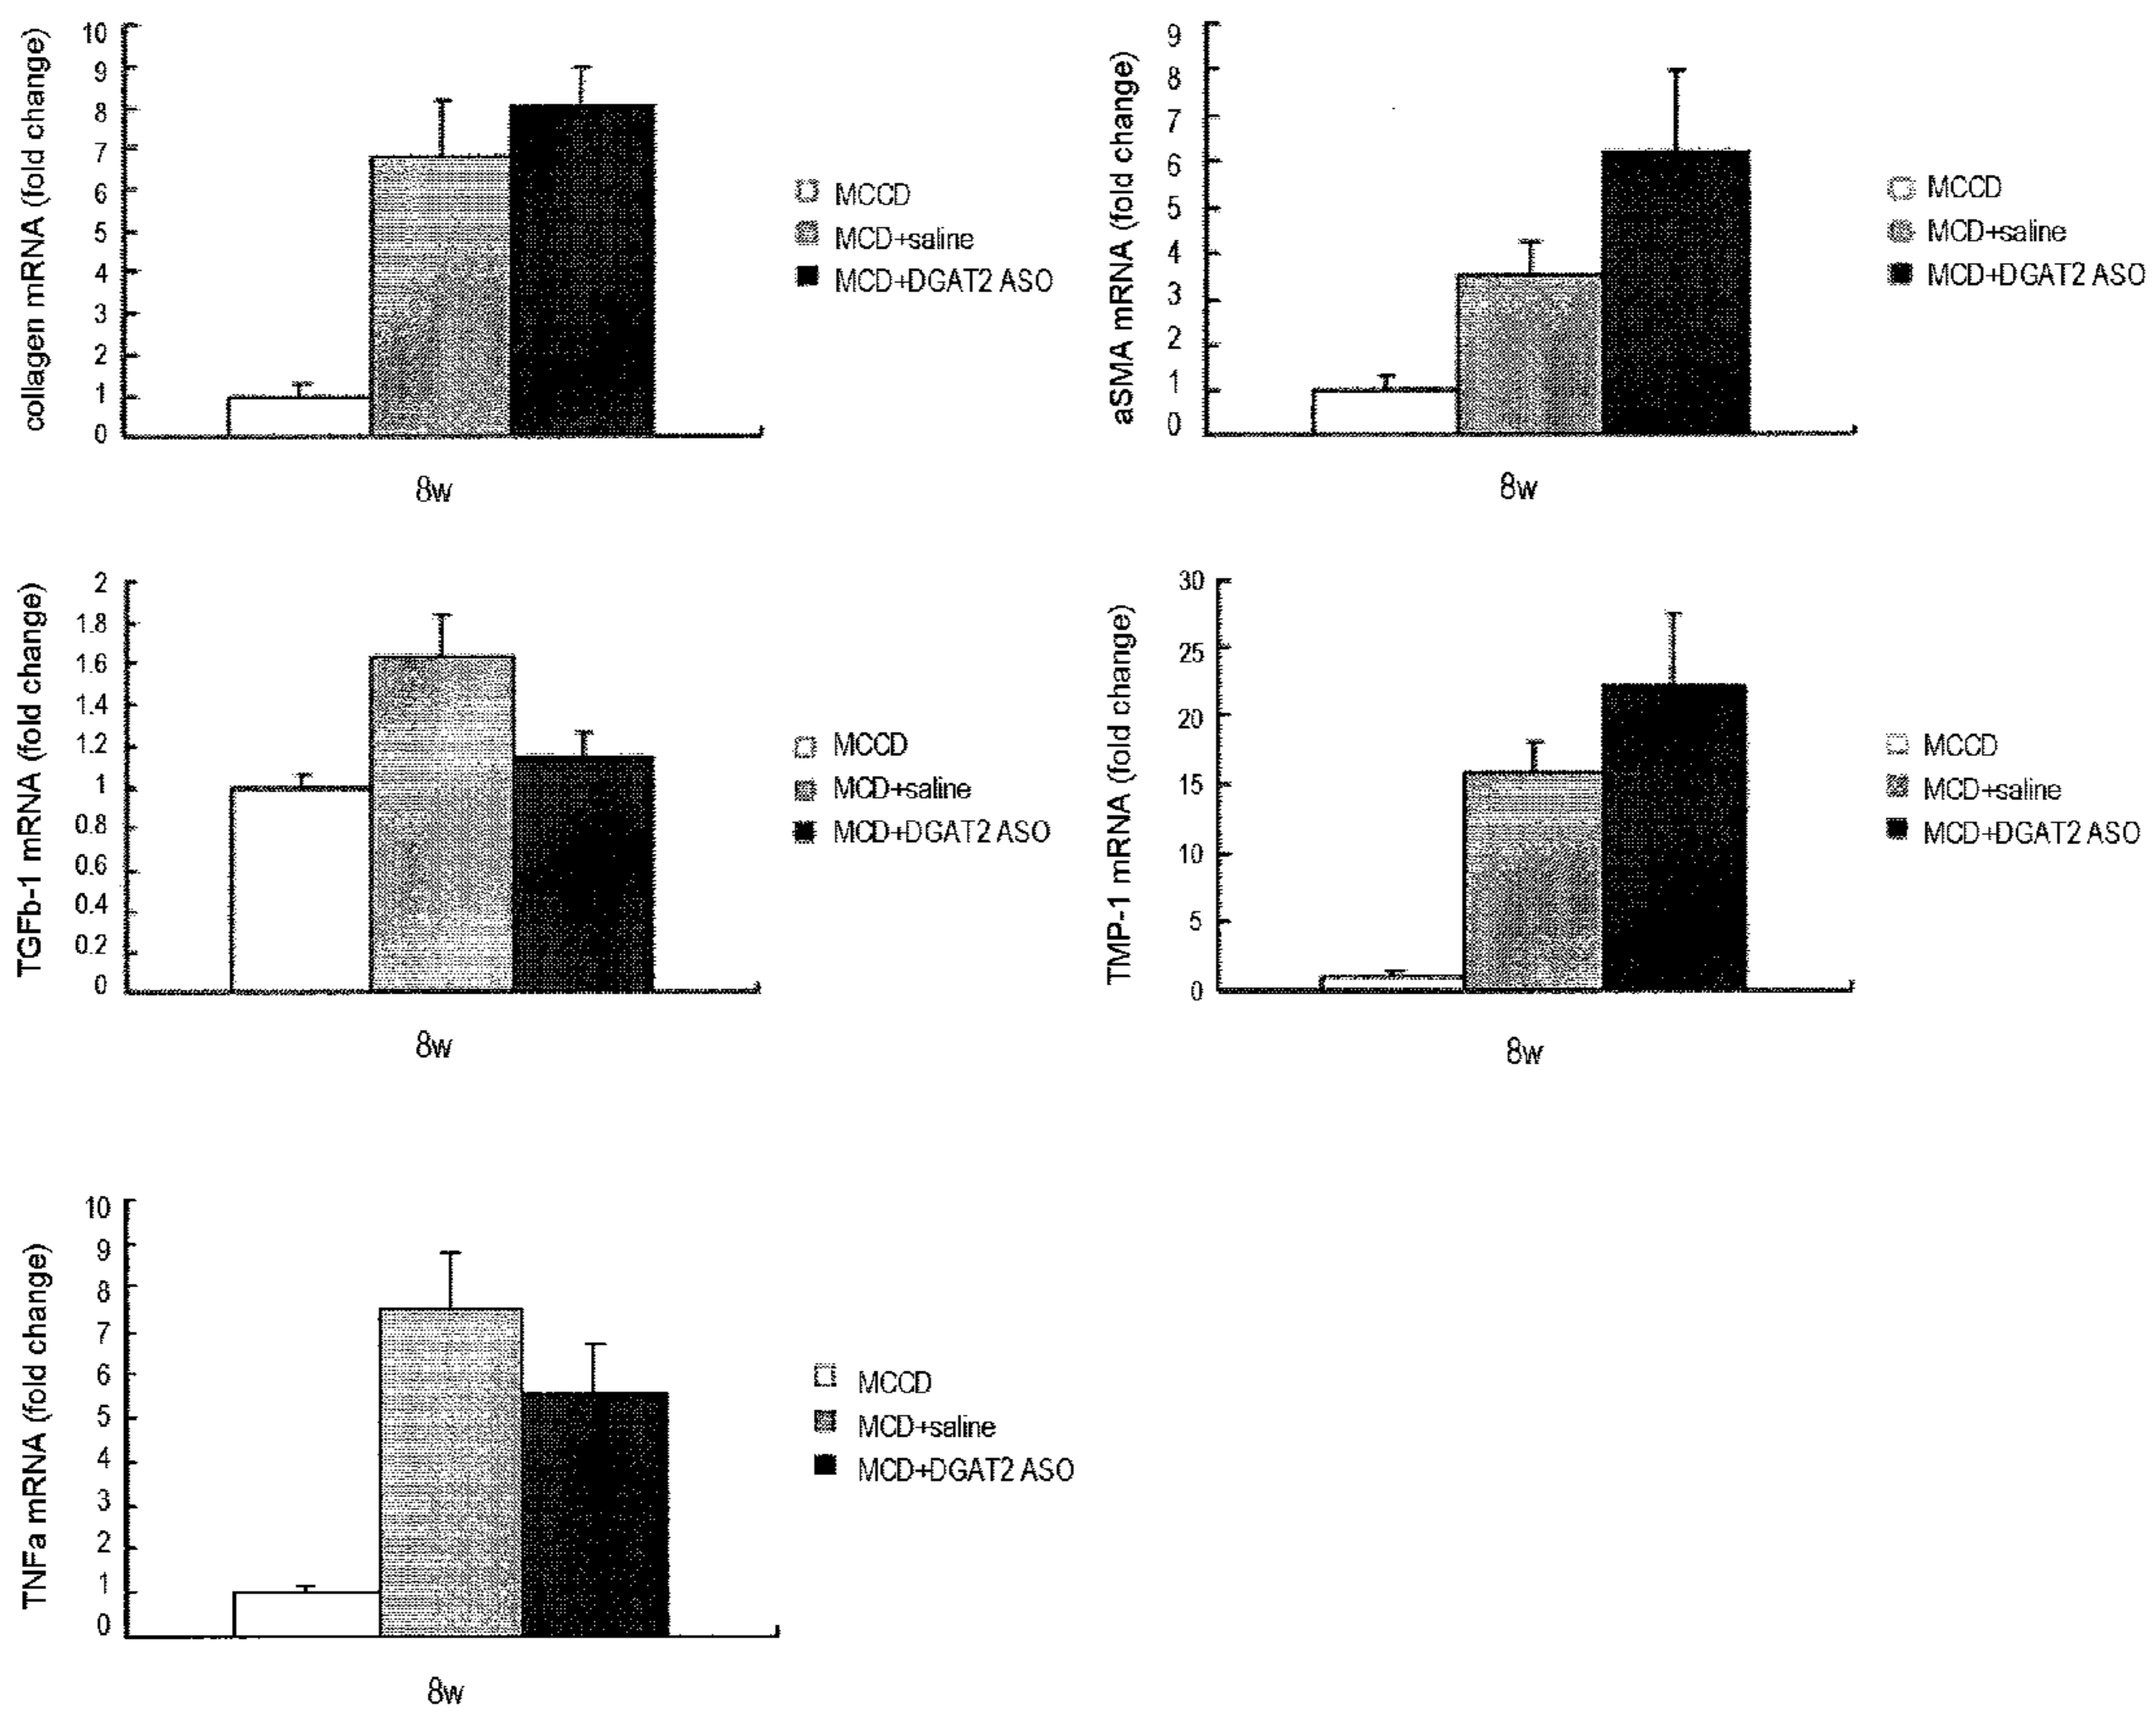 collagen mRNA (fold change)
10
9
8
7
6
5
4
3
2
1
0
8w
MCCD
MCD+saline
MCD+DGAT2 ASO
aSMA mRNA (fold change)
9
8
7
6
5
4
3
2
1
0
8w
MCCD
MCD+saline
MCD+DGAT2 ASO
TGFb-1 mRNA (fold change)
2
1.8
1.6
1.4
1.2
1
0.8
0.6
0.4
0.2
0
8w
MCCD
MCD+saline
MCD+DGAT2 ASO
TMP-1 mRNA (fold change)
30
25
20
15
10
5
0
8w
MCCD
MCD+saline
MCD+DGAT2 ASO
TNFa mRNA (fold change)
10
9
8
7
6
5
4
3
2
1
0
8w
MCCD
MCD+saline
MCD+DGAT2 ASO